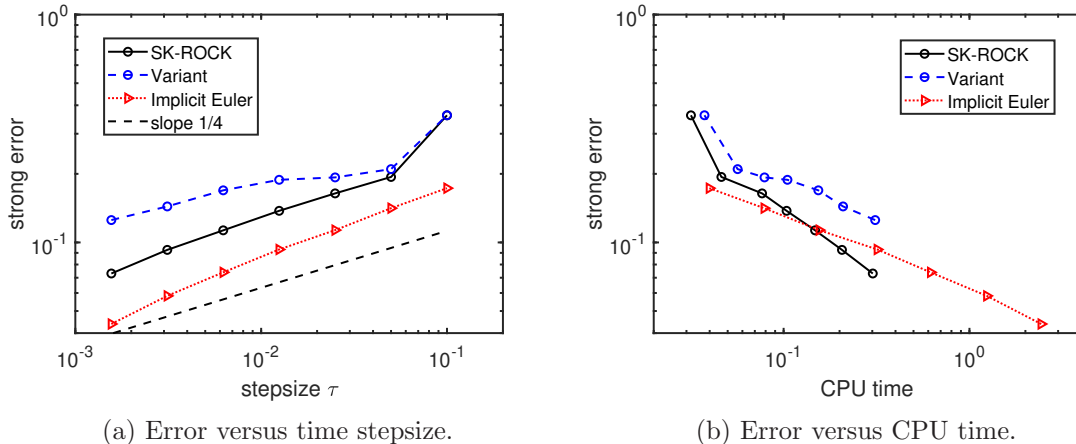 10^0
10^-1
strong error
SK-ROCK
Variant
Implicit Euler
slope 1/4
10^-3
10^-2
10^-1
stepsize τ
(a) Error versus time stepsize.
10^0
10^-1
strong error
SK-ROCK
Variant
Implicit Euler
10^-1
10^0
CPU time
(b) Error versus CPU time.